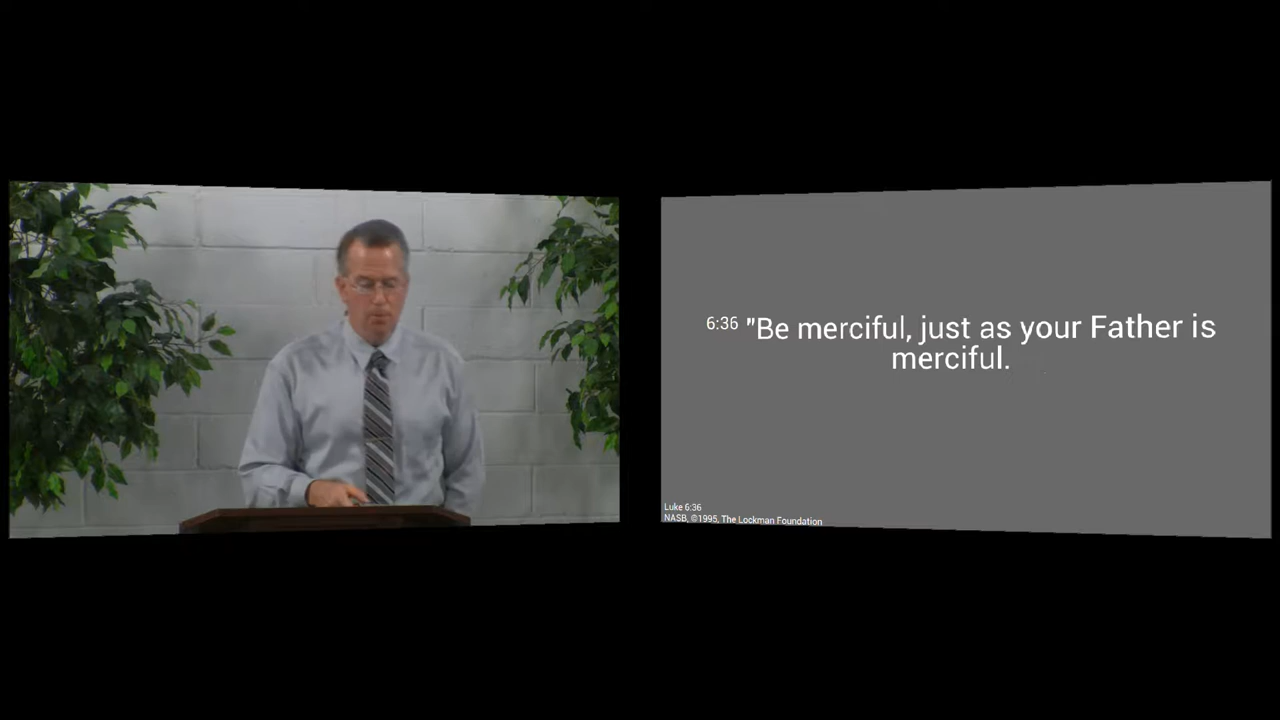 6:36 "Be merciful, just as your Father is
merciful.
Luke 6:36
NASB, ©1995, The Lockman Foundation